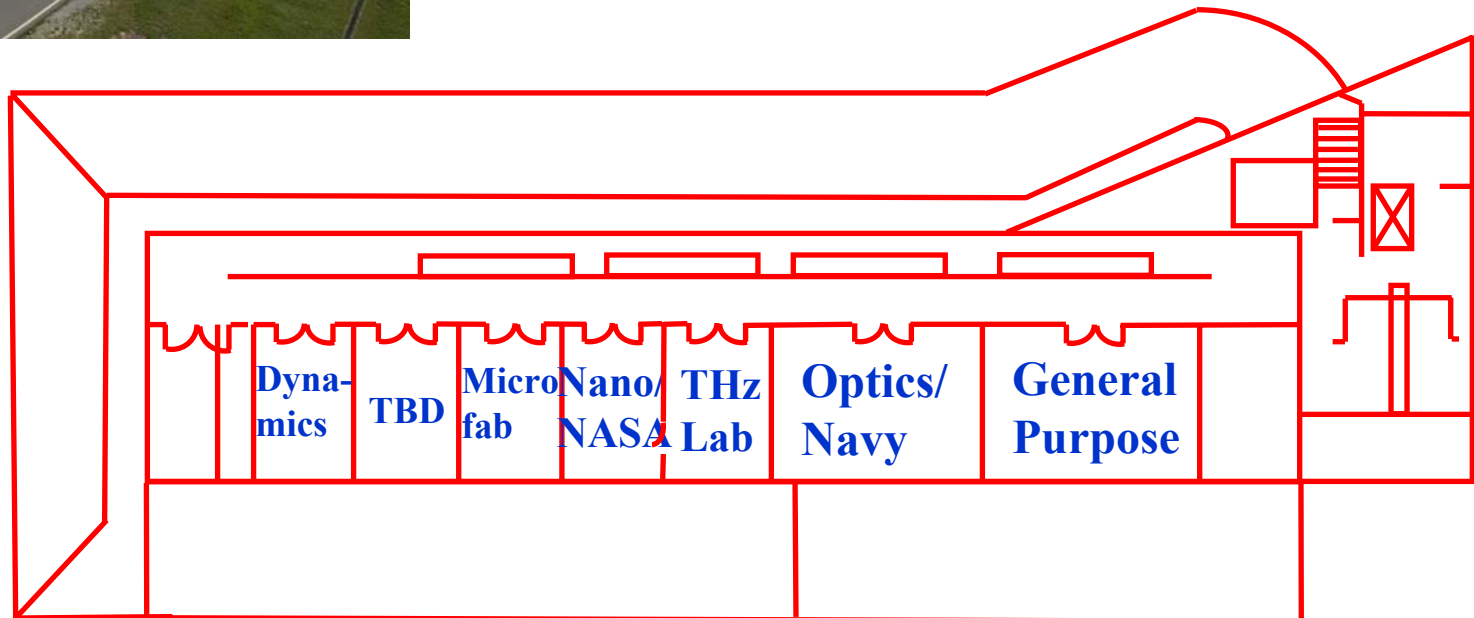 Dyna-
mics
TBD
Micro
fab
Nano/
NASA
THz
Lab
Optics/
Navy
General
Purpose